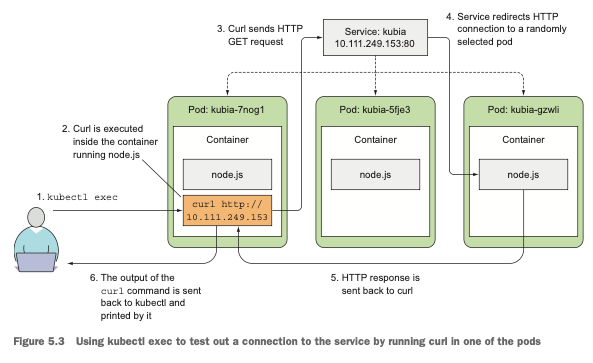 3. Curl sends HTTP
GET request
Service: kubia
10.111.249.153:80
4. Service redirects HTTP
connection to a randomly
selected pod
Pod: kubia-7nog1
Pod: kubia-5fje3
Pod: kubia-gzwli
2. Curl is executed
inside the container
running node.js
Container
Container
Container
node.js
node.js
node.js
1. kubectl exec
curl http://
10.111.249.153
6. The output of the
curl command is sent
back to kubectl and
printed by it
5. HTTP response is
sent back to curl
Figure 5.3 Using kubectl exec to test out a connection to the service by running curl in one of the pods